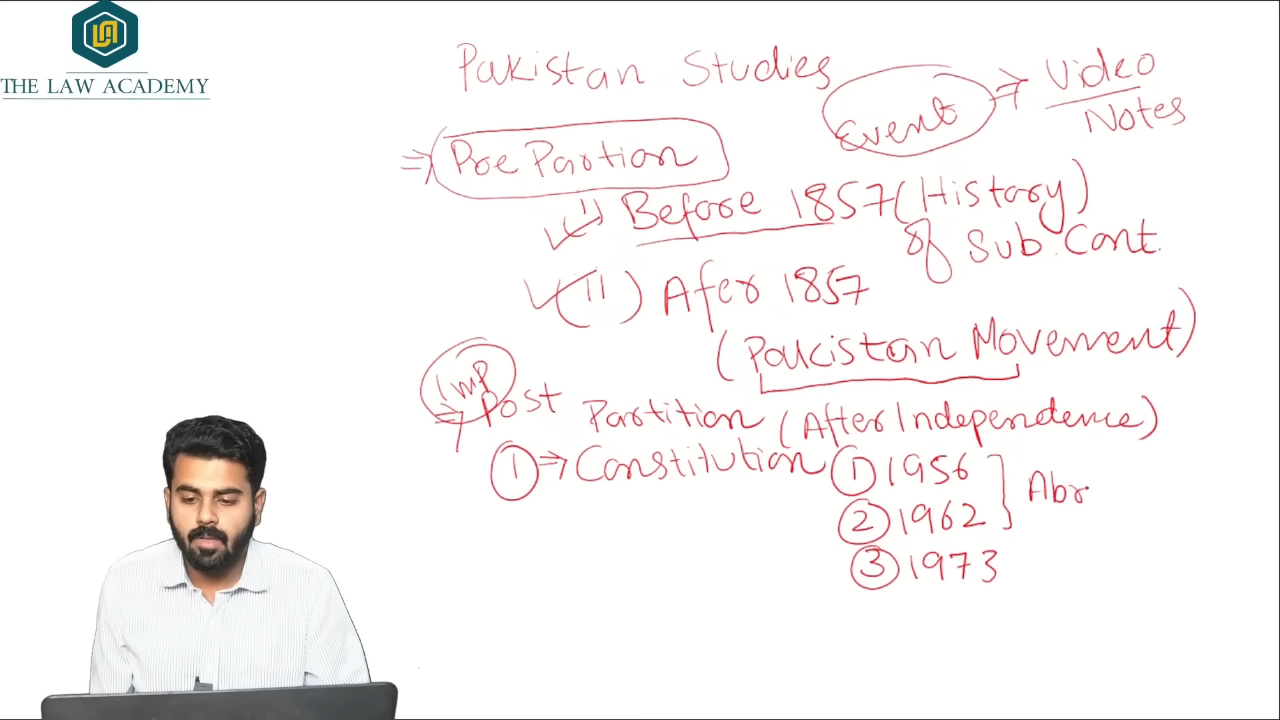 THE LAW ACADEMY
Pakistan Studies
Event ⇒ Video
Notes
⇒ Pre Partion
(i) Before 1857 (History)
of Sub.Cont.
(ii) Afer 1857
(Pakistan Movement)
Imp
⇒ Post Partition (After Independence)
① ⇒ Constitution ① 1956
② 1962
Abr
③ 1973